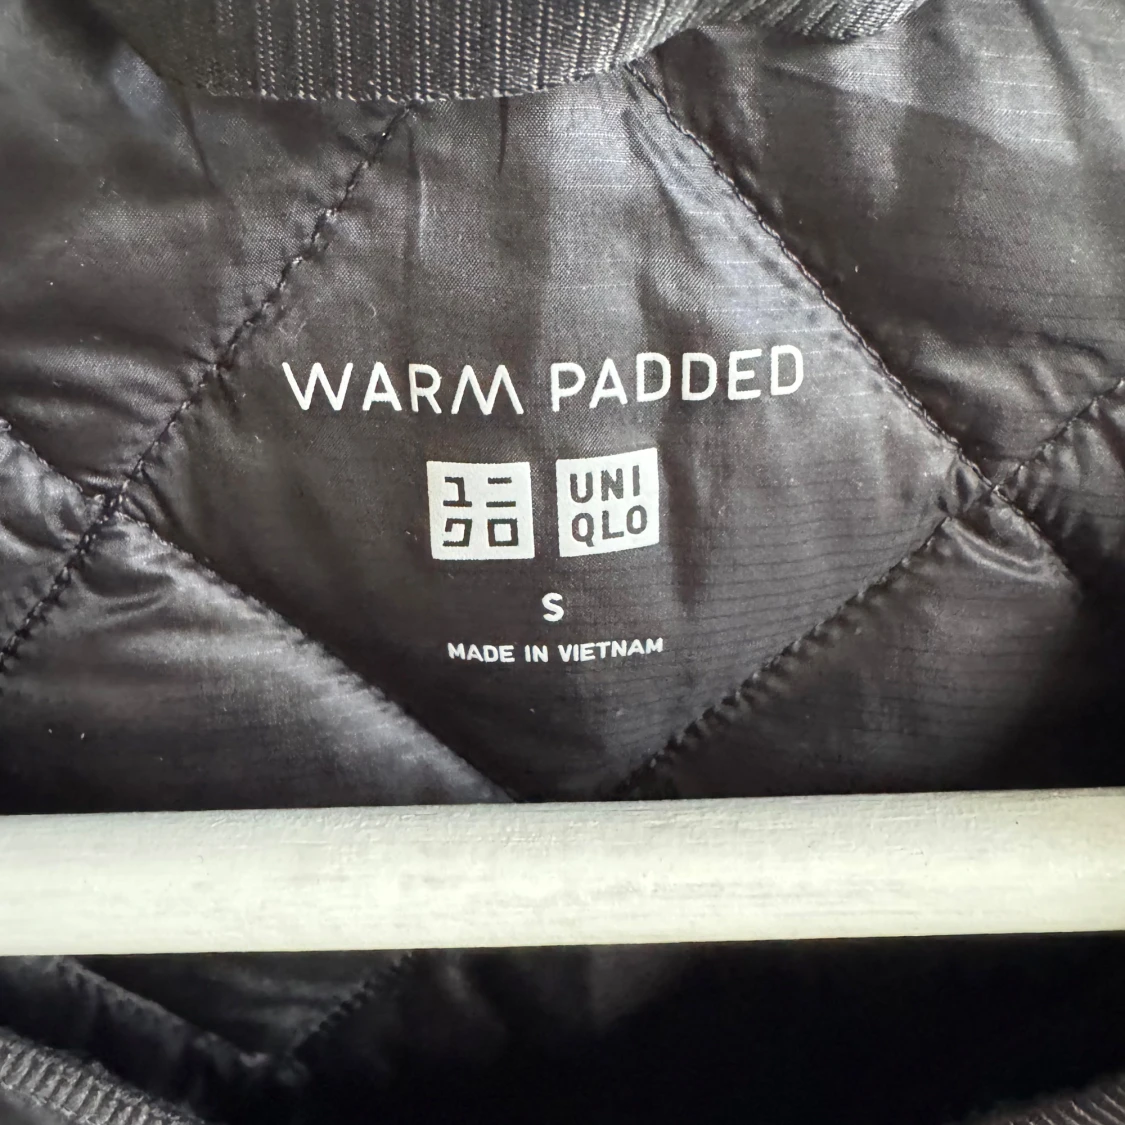 WARM PADDED
ユニ UNI
クロ QLO
S
MADE IN VIETNAM